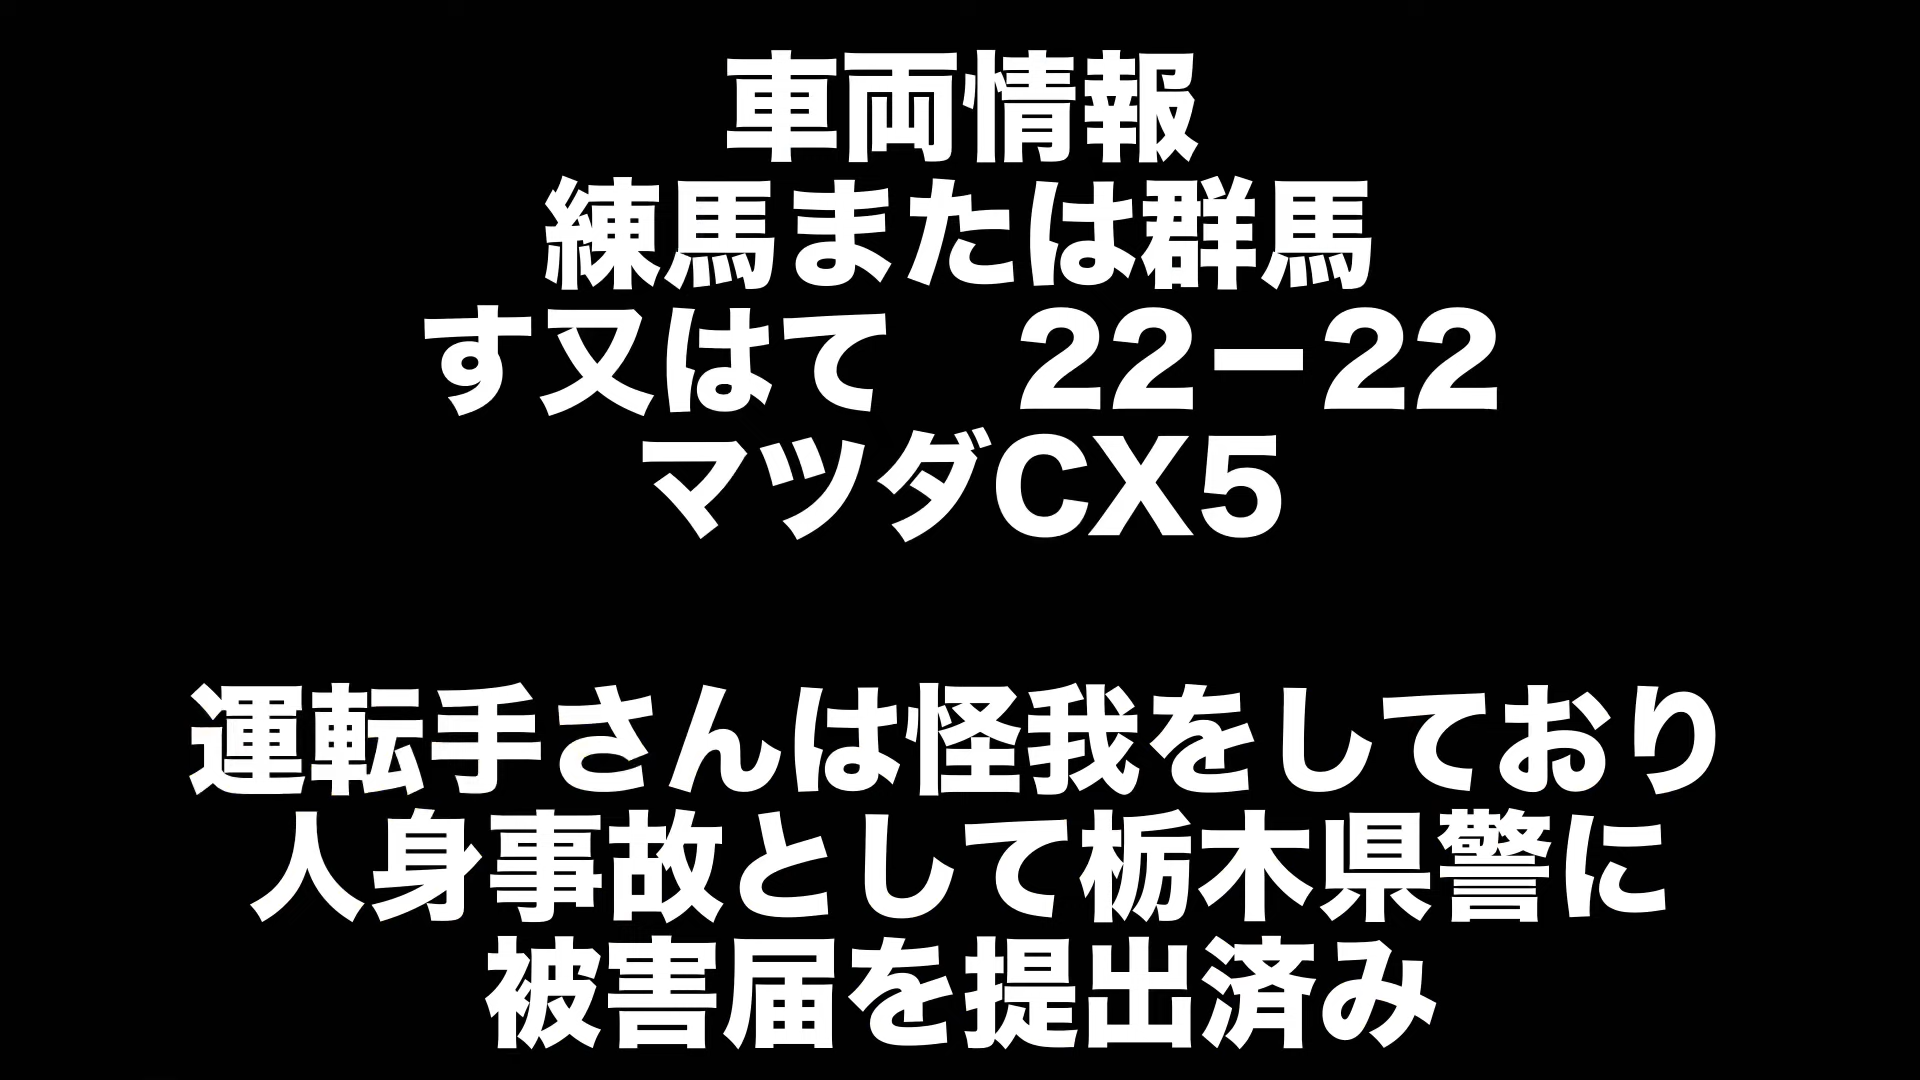 車両情報
練馬または群馬
す又はて　22－22
マツダCX5
運転手さんは怪我をしており
人身事故として栃木県警に
被害届を提出済み